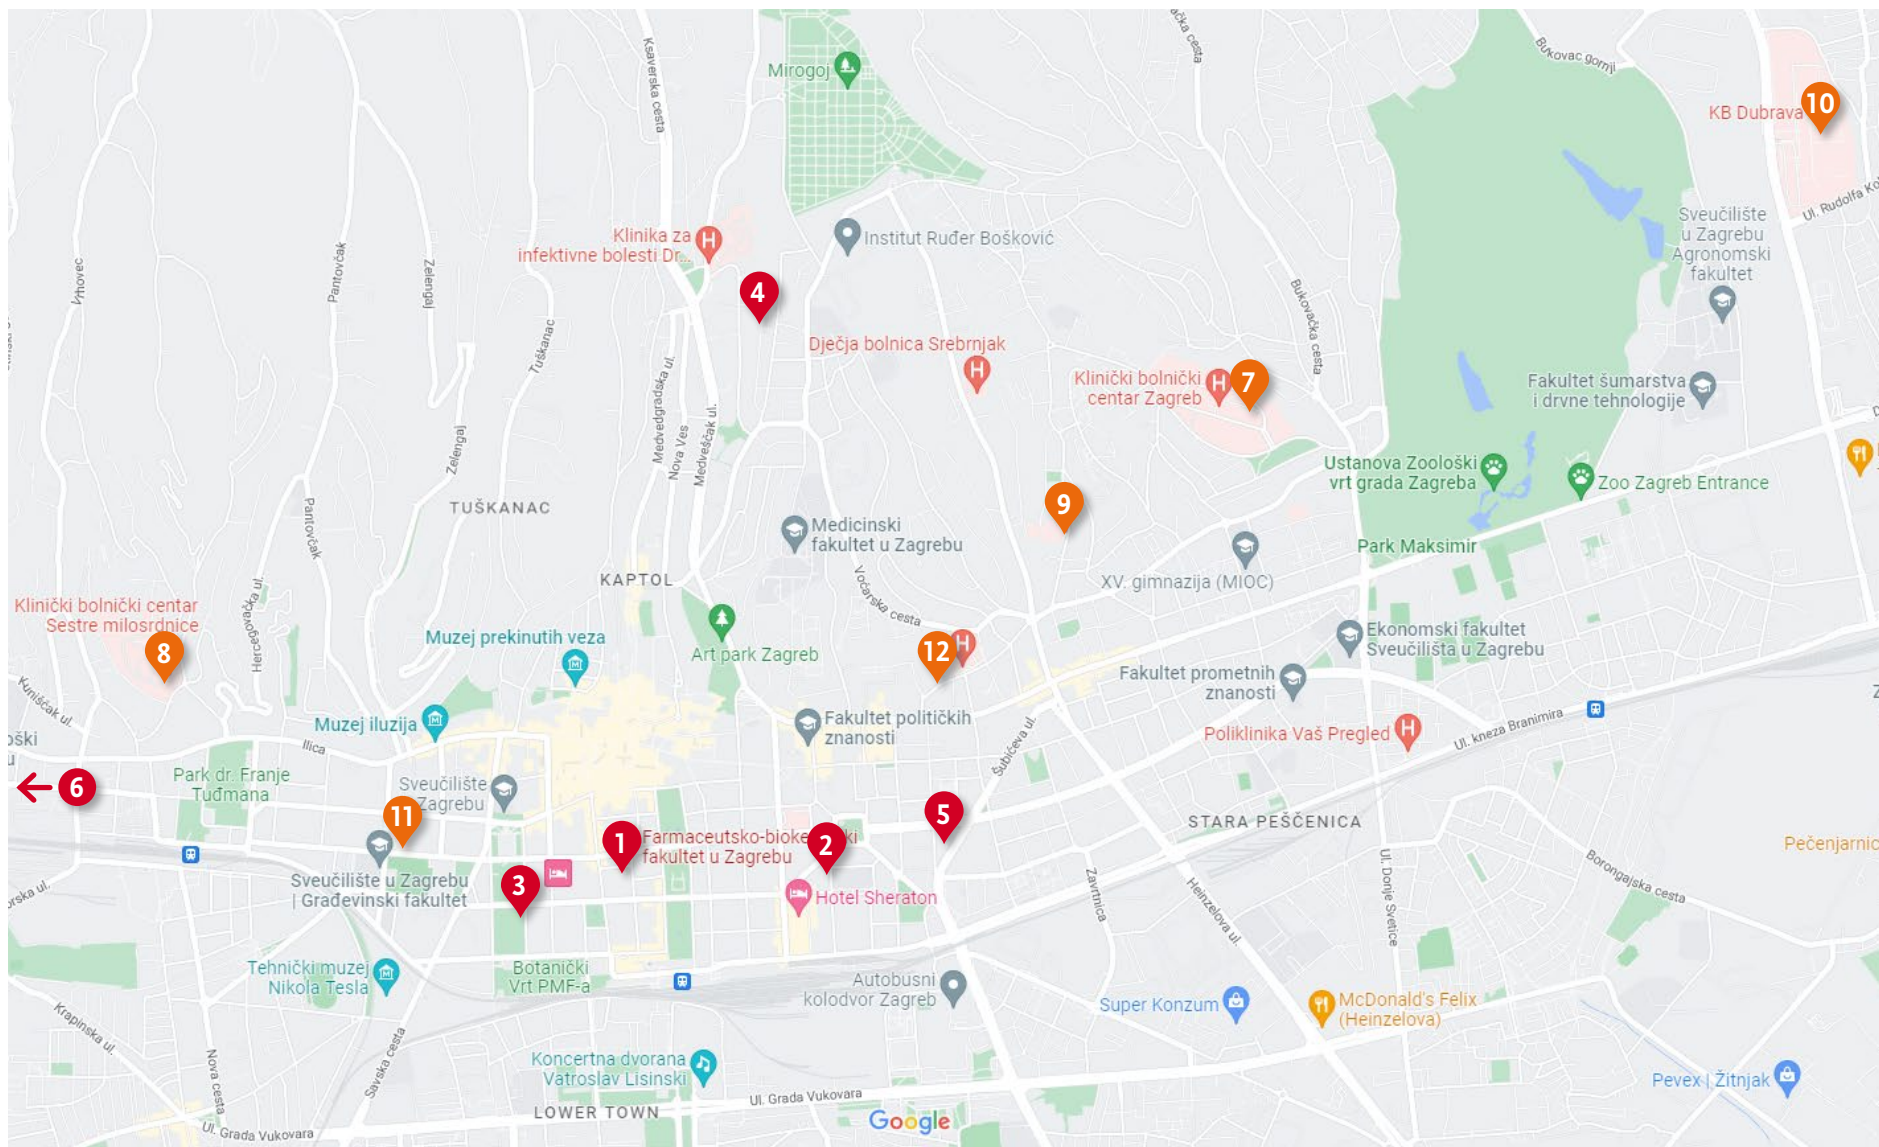 Ksaverska cesta
Mirogoj
ačka cesta
Bukovac gornji
KB Dubrava
10
Ul. Rudolfa Kol
Sveučilište
u Zagrebu
Agronomski
fakultet
Klinika za
infektivne bolesti Dr...
Institut Ruđer Bošković
4
Vrhovec
Pantovčak
Zelengaj
Tuškanac
Bukovačka cesta
Dječja bolnica Srebrnjak
Klinički bolnički
centar Zagreb
7
Fakultet šumarstva
i drvne tehnologije
Medvedgradska ul.
Nova Ves
Medveščak ul.
Zelengaj
Pantovčak
TUŠKANAC
Ustanova Zoološki
vrt grada Zagreba
Zoo Zagreb Entrance
9
Medicinski
fakultet u Zagrebu
Park Maksimir
KAPTOL
Voćarska cesta
XV. gimnazija (MIOC)
Klinički bolnički centar
Sestre milosrdnice
8
Hercegovačka ul.
Muzej prekinutih veza
Art park Zagreb
12
Ekonomski fakultet
Sveučilišta u Zagrebu
Fakultet prometnih
znanosti
Kunišćak ul.
Muzej iluzija
Ilica
Fakultet političkih
znanosti
Šubićeva ul.
Poliklinika Vaš Pregled
Ul. kneza Branimira
oški
u
6
Park dr. Franje
Tuđmana
Sveučilište
Zagrebu
11
1
Farmaceutsko-bioke
ki
fakultet u Zagrebu
2
5
STARA PEŠČENICA
Pečenjarnic
Sveučilište u Zagrebu
| Građevinski fakultet
3
Hotel Sheraton
Zavrtnica
Heinzelova ul.
Ul. Donje Svetice
Borongajska cesta
orska ul.
Tehnički muzej
Nikola Tesla
Botanički
Vrt PMF-a
Autobusni
kolodvor Zagreb
Super Konzum
McDonald's Felix
(Heinzelova)
Krapinska ul.
Nova cesta
Savska cesta
Koncertna dvorana
Vatroslav Lisinski
Pevex | Žitnjak
LOWER TOWN
Ul. Grada Vukovara
Google
Ul. Grada Vukovara